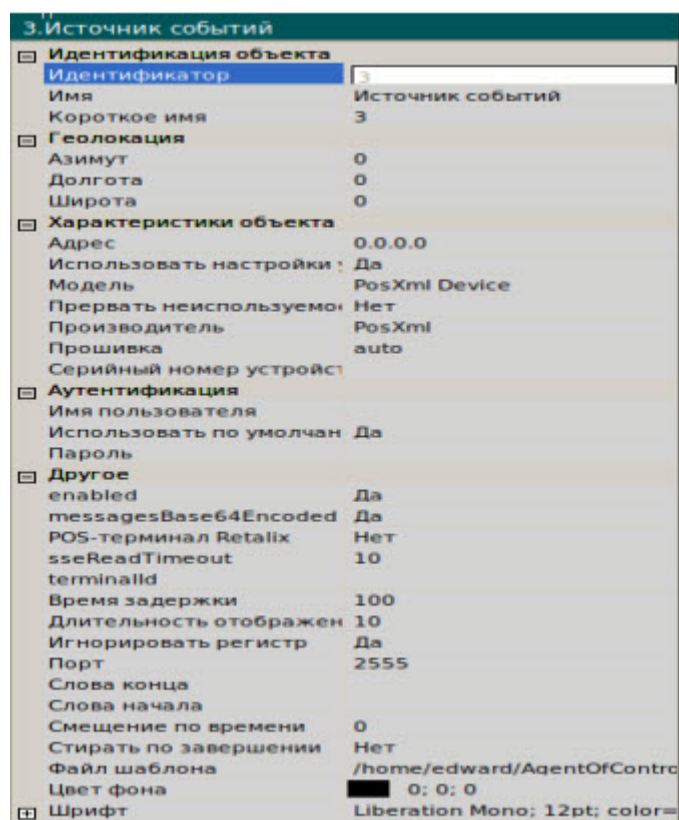 3.Источник событий
Идентификация объекта
Идентификатор 3
Имя Источник событий
Короткое имя 3
Геолокация
Азимут 0
Долгота 0
Широта 0
Характеристики объекта
Адрес 0.0.0.0
Использовать настройки Да
Модель PosXml Device
Прервать неиспользуемо Нет
Производитель PosXml
Прошивка auto
Серийный номер устройст
Аутентификация
Имя пользователя
Использовать по умолчан Да
Пароль
Другое
enabled Да
messagesBase64Encoded Да
POS-терминал Retalix Нет
sseReadTimeout 10
terminalId
Время задержки 100
Длительность отображен 10
Игнорировать регистр Да
Порт 2555
Слова конца
Слова начала
Смещение по времени 0
Стирать по завершении Нет
Файл шаблона /home/edward/AgentOfContro
Цвет фона 0; 0; 0
Шрифт Liberation Mono; 12pt; color=